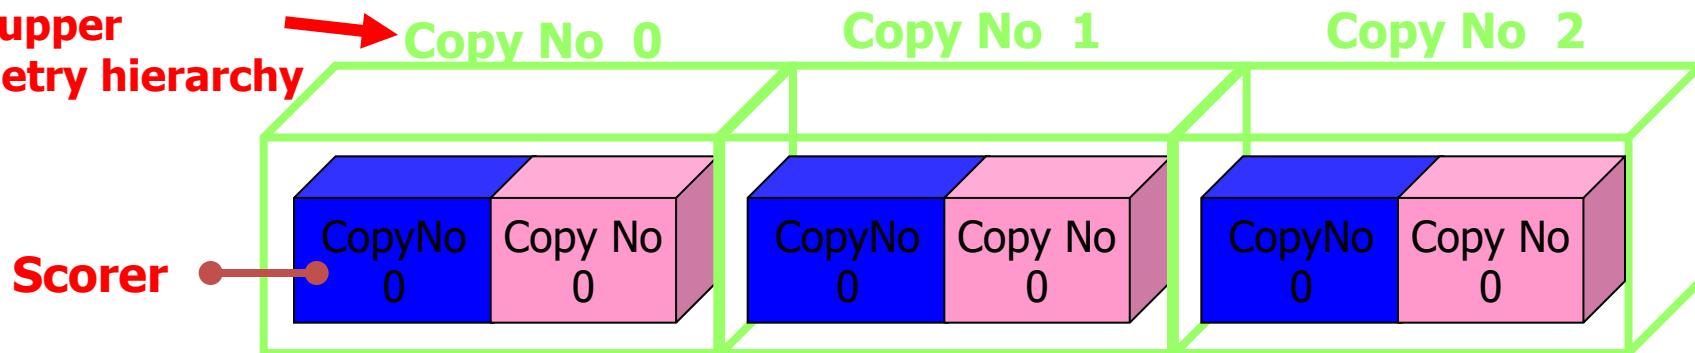 upper
etry hierarchy
Copy No 0
Copy No 1
Copy No 2
CopyNo
0
Copy No
0
CopyNo
0
Copy No
0
CopyNo
0
Copy No
0
Scorer